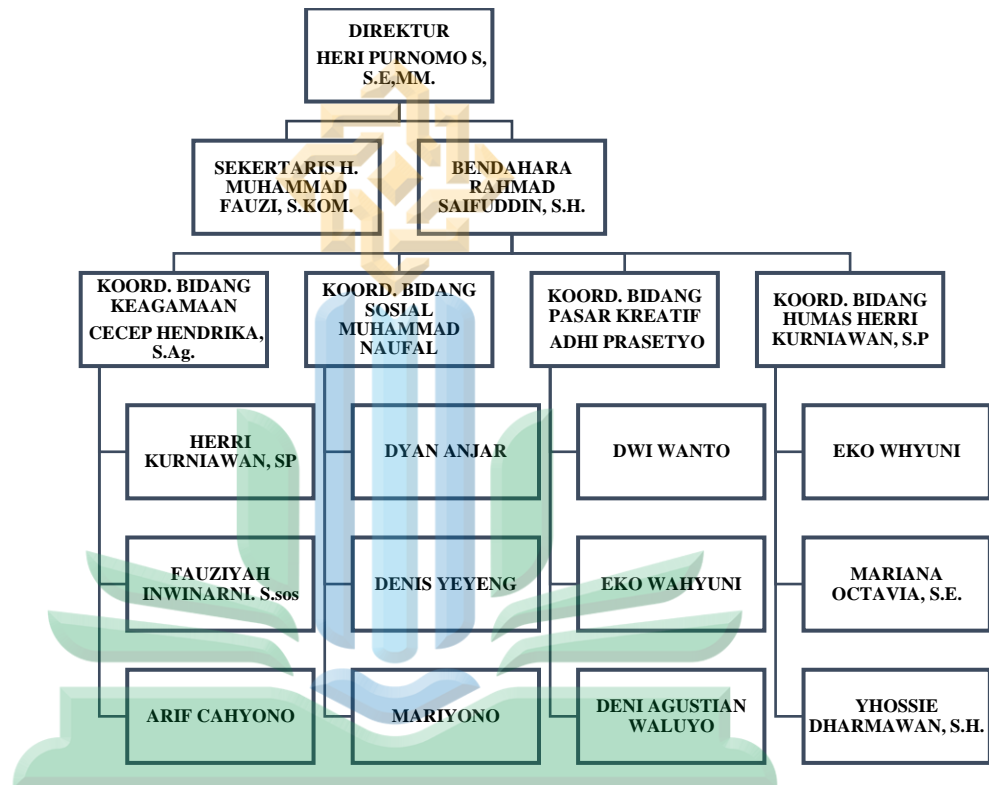 DIREKTUR
HERI PURNOMO S,
S.E,MM.
SEKERTARIS H.
MUHAMMAD
FAUZI, S.KOM.
BENDAHARA
RAHMAD
SAIFUDDIN, S.H.
KOORD. BIDANG
KEAGAMAAN
CECEP HENDRIKA,
S.Ag.
KOORD. BIDANG
SOSIAL
MUHAMMAD
NAUFAL
KOORD. BIDANG
PASAR KREATIF
ADHI PRASETYO
KOORD. BIDANG
HUMAS HERRI
KURNIAWAN, S.P
HERRI
KURNIAWAN, SP
DYAN ANJAR
DWI WANTO
EKO WHYUNI
FAUZIYAH
INWINARNI. S.sos
DENIS YEYENG
EKO WAHYUNI
MARIANA
OCTAVIA, S.E.
ARIF CAHYONO
MARIYONO
DENI AGUSTIAN
WALUYO
YHOSSIE
DHARMAWAN, S.H.